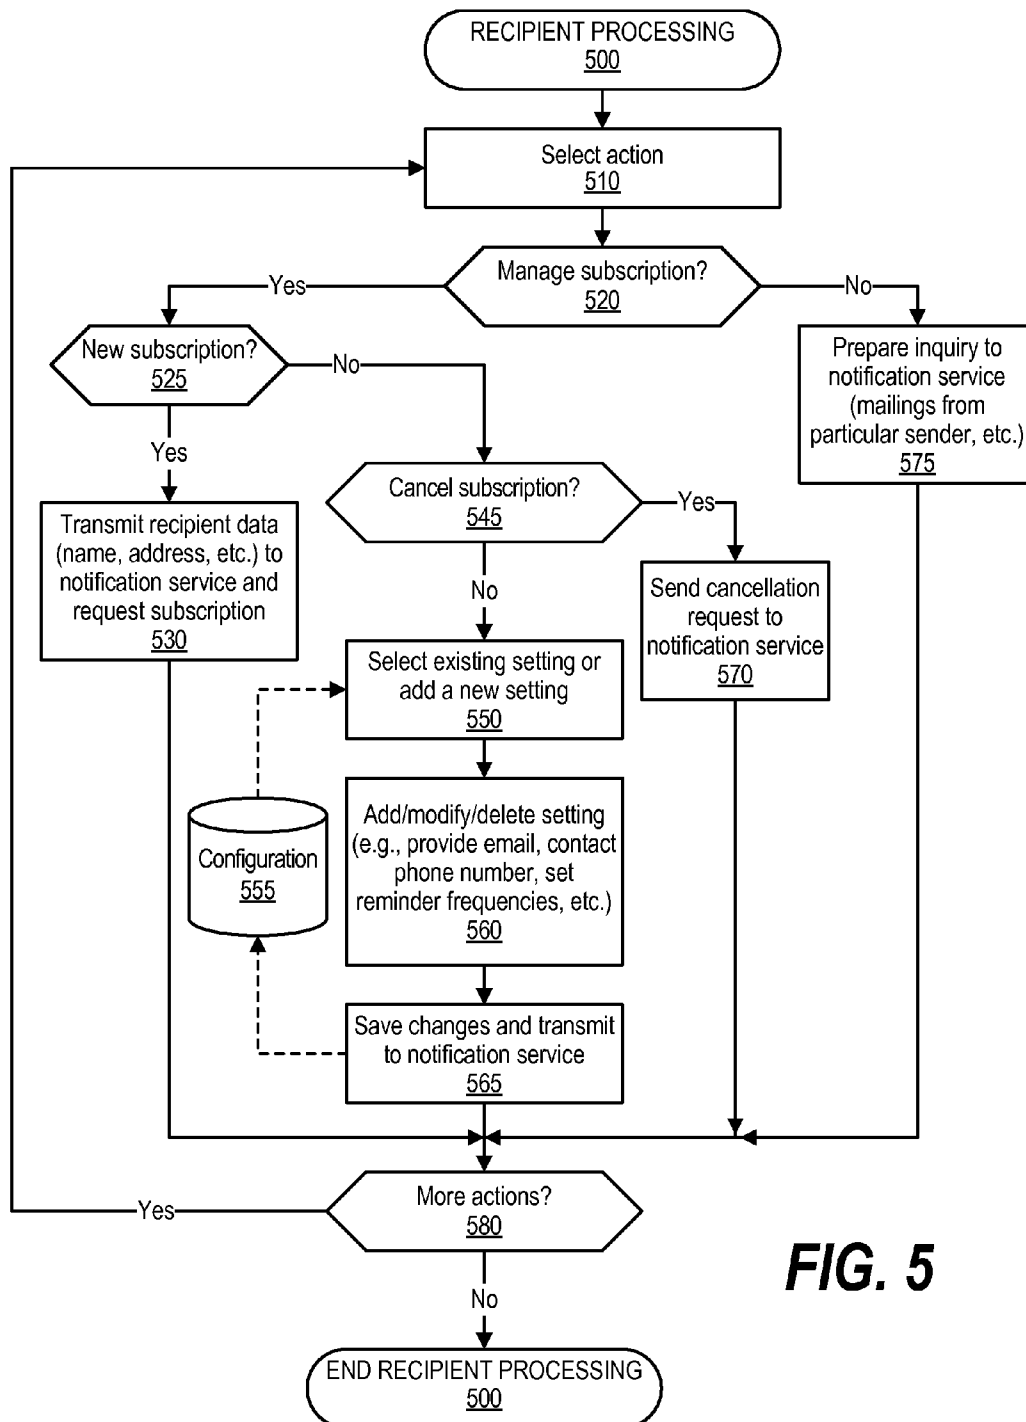 RECIPIENT PROCESSING
500
Select action
510
Manage subscription?
520
Yes
No
New subscription?
525
No
Prepare inquiry to
notification service
(mailings from
particular sender, etc.)
575
Yes
Cancel subscription?
545
Yes
Transmit recipient data
(name, address, etc.) to
notification service and
request subscription
530
No
Send cancellation
request to
notification service
570
Select existing setting or
add a new setting
550
Add/modify/delete setting
(e.g., provide email, contact
phone number, set
reminder frequencies, etc.)
560
Configuration
555
Save changes and transmit
to notification service
565
More actions?
580
Yes
No
FIG. 5
END RECIPIENT PROCESSING
500